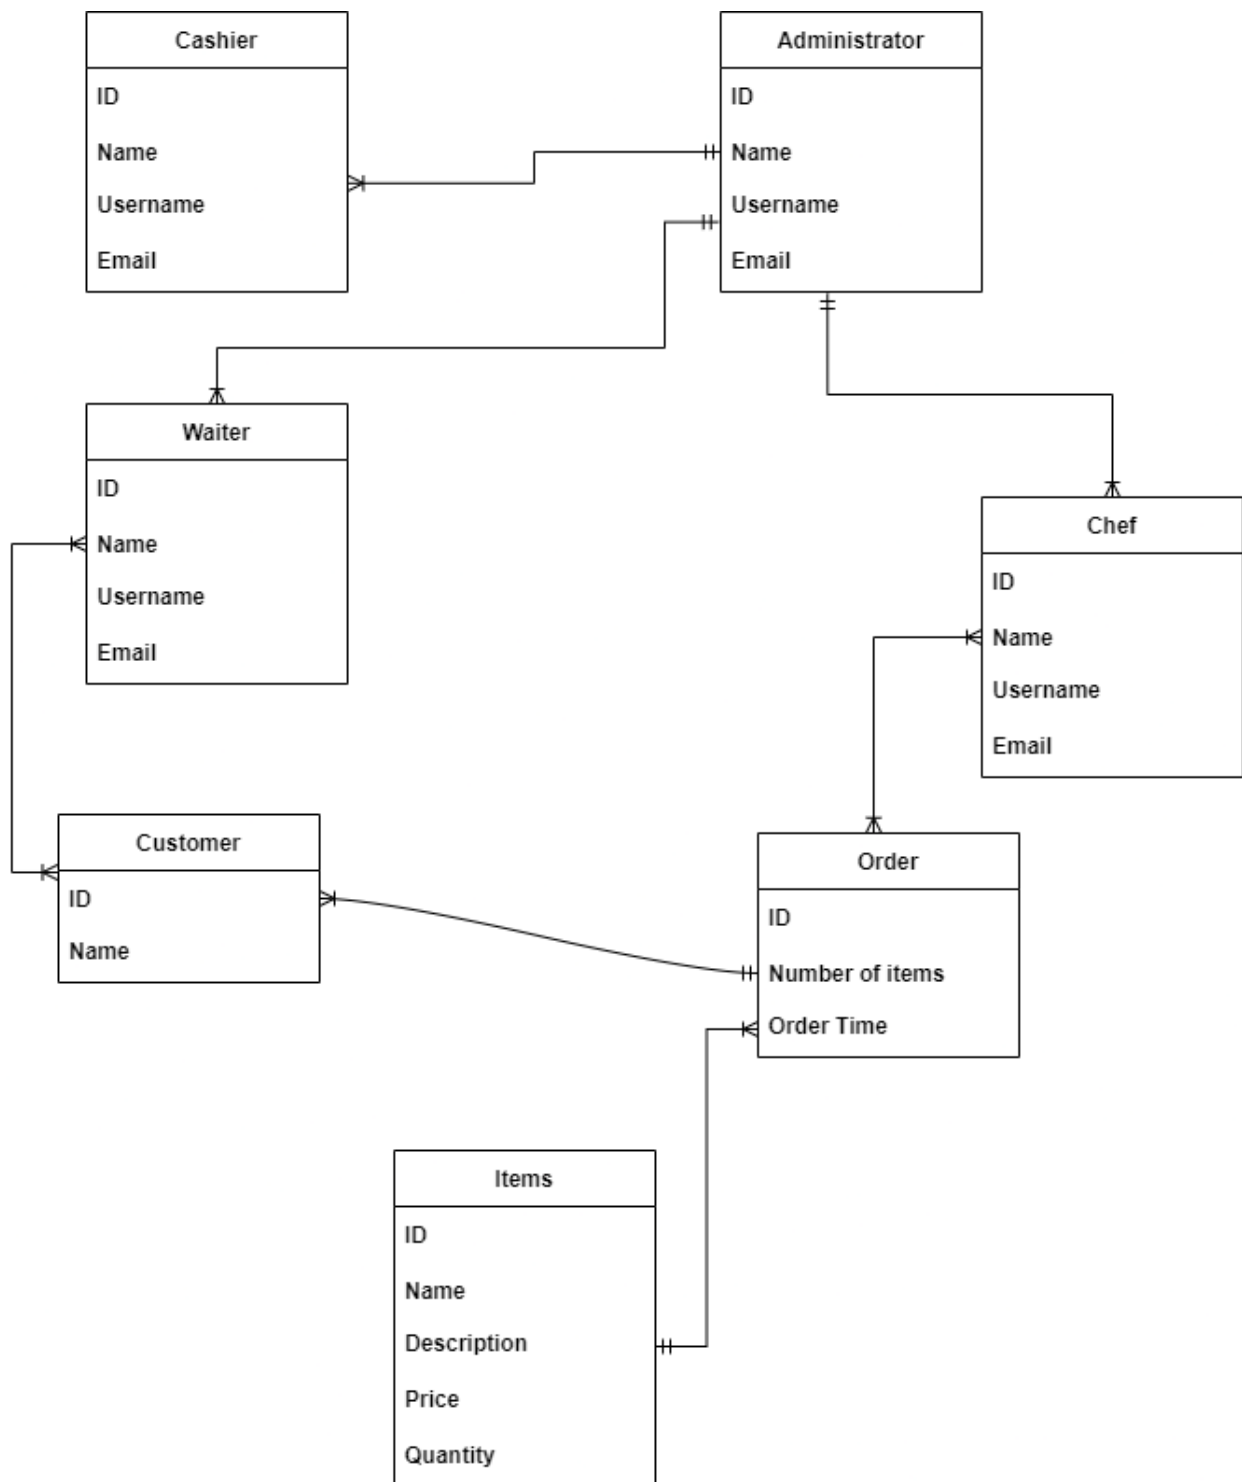 Cashier
ID
Name
Username
Email
Administrator
ID
Name
Username
Email
Waiter
ID
Name
Username
Email
Chef
ID
Name
Username
Email
Customer
ID
Name
Order
ID
Number of items
Order Time
Items
ID
Name
Description
Price
Quantity